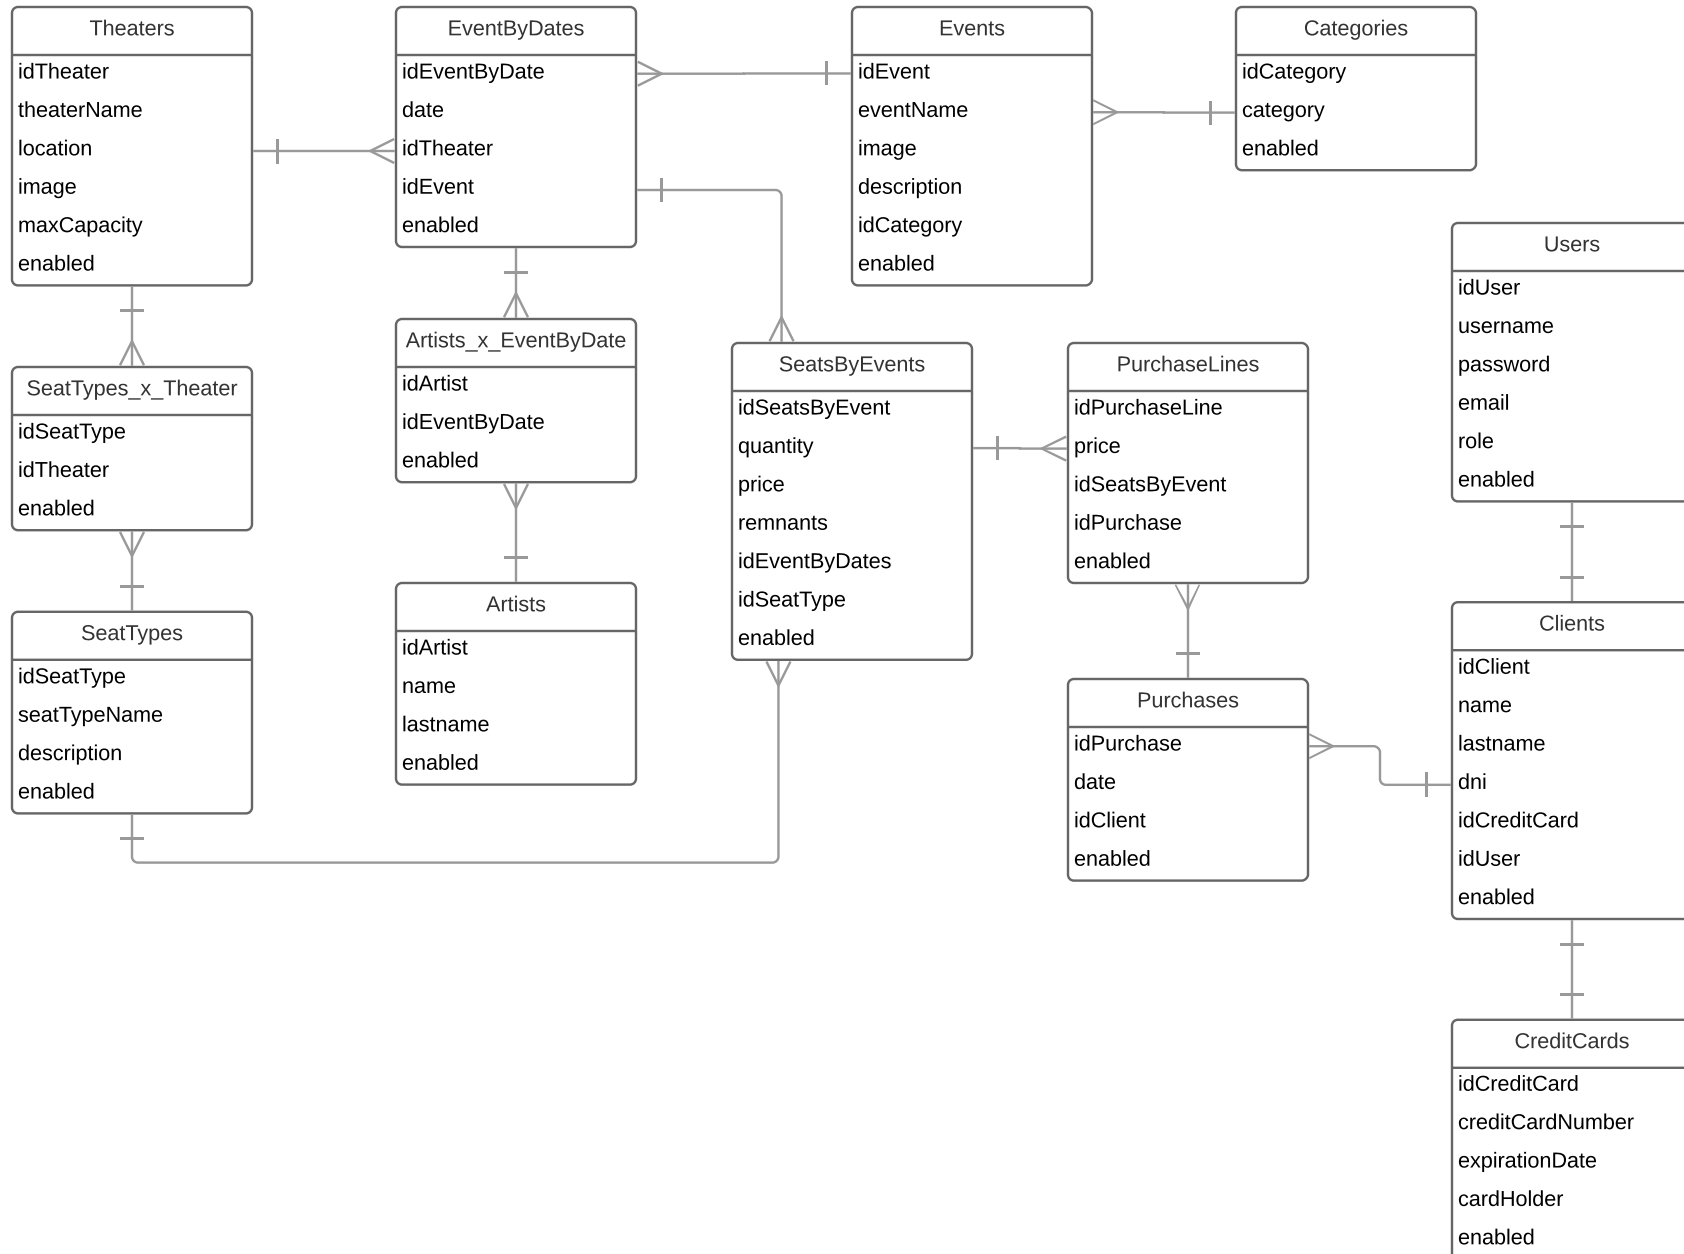 Theaters
idTheater
theaterName
location
image
maxCapacity
enabled
EventByDates
idEventByDate
date
idTheater
idEvent
enabled
Events
idEvent
eventName
image
description
idCategory
enabled
Categories
idCategory
category
enabled
Users
idUser
username
password
email
role
enabled
SeatTypes_x_Theater
idSeatType
idTheater
enabled
Artists_x_EventByDate
idArtist
idEventByDate
enabled
SeatsByEvents
idSeatsByEvent
quantity
price
remnants
idEventByDates
idSeatType
enabled
PurchaseLines
idPurchaseLine
price
idSeatsByEvent
idPurchase
enabled
SeatTypes
idSeatType
seatTypeName
description
enabled
Artists
idArtist
name
lastname
enabled
Purchases
idPurchase
date
idClient
enabled
Clients
idClient
name
lastname
dni
idCreditCard
idUser
enabled
CreditCards
idCreditCard
creditCardNumber
expirationDate
cardHolder
enabled